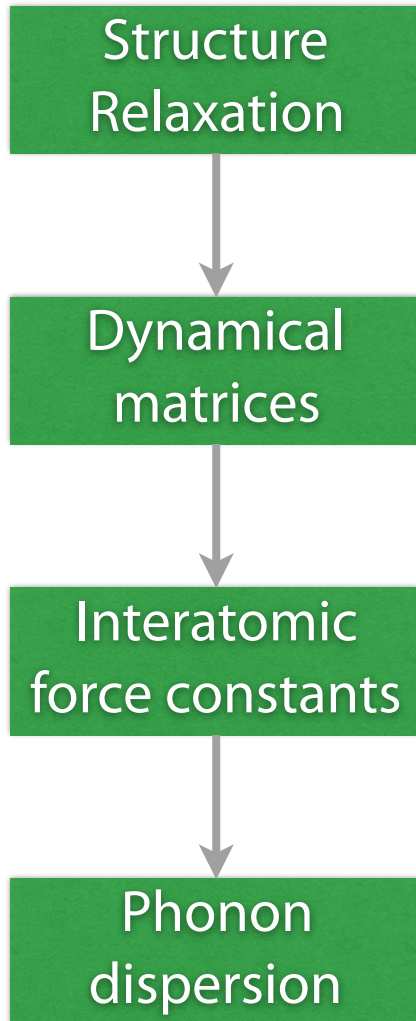 Structure
Relaxation
Dynamical
matrices
Interatomic
force constants
Phonon
dispersion